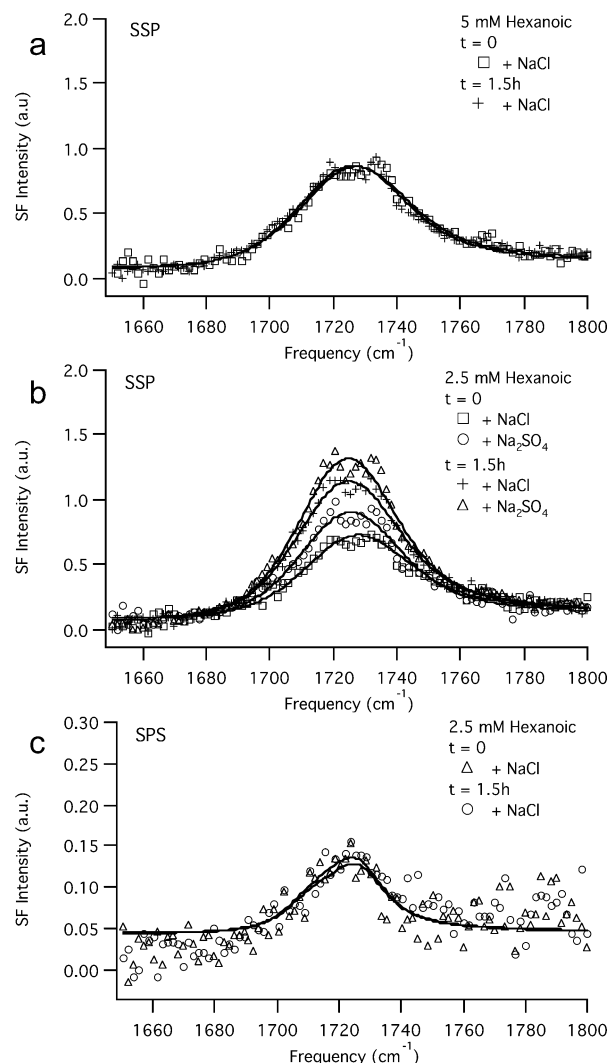 a
SSP
5 mM Hexanoic
t = 0
□ + NaCl
t = 1.5h
+ + NaCl
2.0
1.5
1.0
0.5
0.0
SF Intensity (a.u)
1660 1680 1700 1720 1740 1760 1780 1800
Frequency (cm⁻¹)
b
SSP
2.5 mM Hexanoic
t = 0
□ + NaCl
○ + Na₂SO₄
t = 1.5h
+ + NaCl
△ + Na₂SO₄
2.0
1.5
1.0
0.5
0.0
SF Intensity (a.u.)
1660 1680 1700 1720 1740 1760 1780 1800
Frequency (cm⁻¹)
c
SPS
2.5 mM Hexanoic
t = 0
△ + NaCl
t = 1.5h
○ + NaCl
0.30
0.25
0.20
0.15
0.10
0.05
0.00
SF Intensity (a.u.)
1660 1680 1700 1720 1740 1760 1780 1800
Frequency (cm⁻¹)